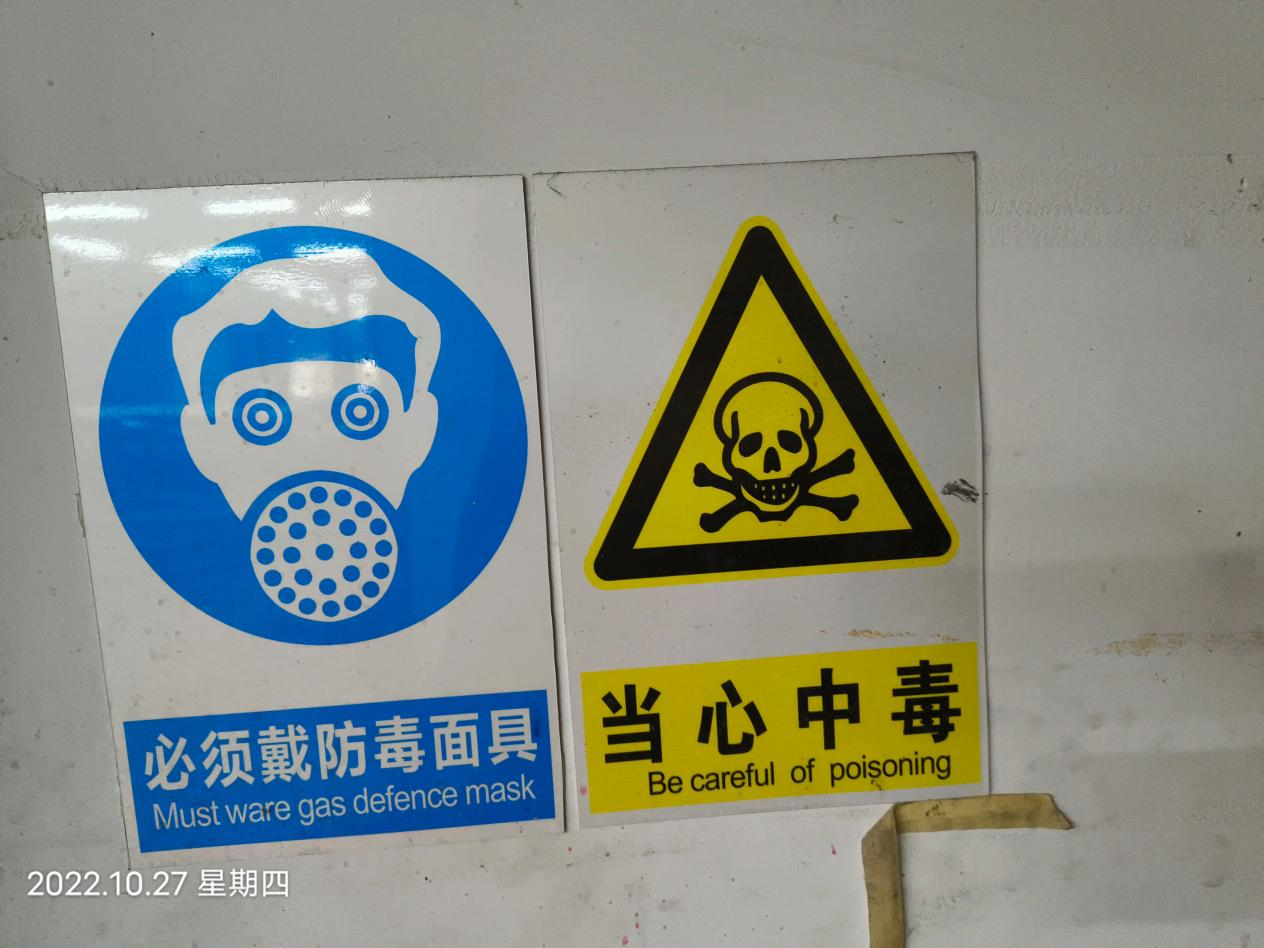 必须戴防毒面具
Must ware gas defence mask
当心中毒
Be careful of poisoning
2022.10.27 星期四